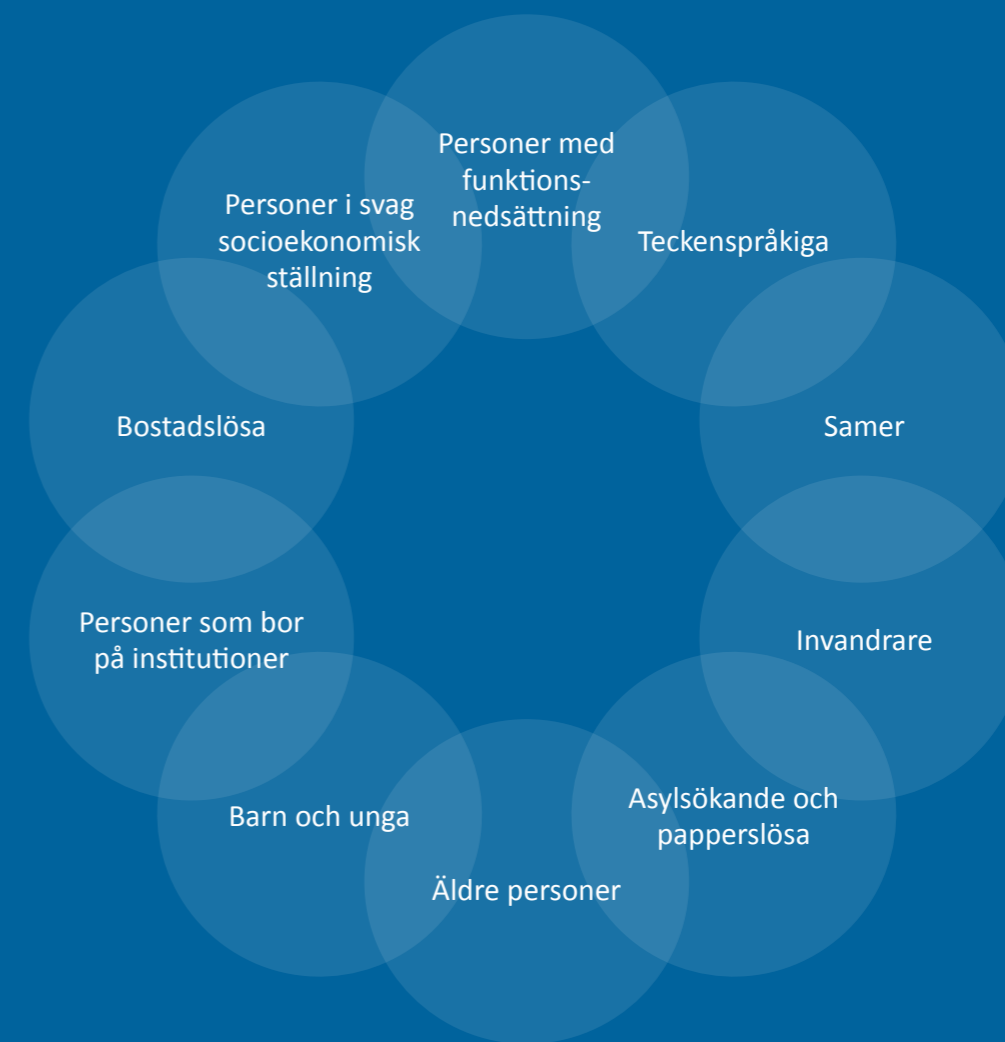 Personer med
funktions-
nedsättning
Teckenspråkiga
Samer
Invandrare
Asylsökande och
papperslösa
Äldre personer
Barn och unga
Personer som bor
på institutioner
Bostadslösa
Personer i svag
socioekonomisk
ställning